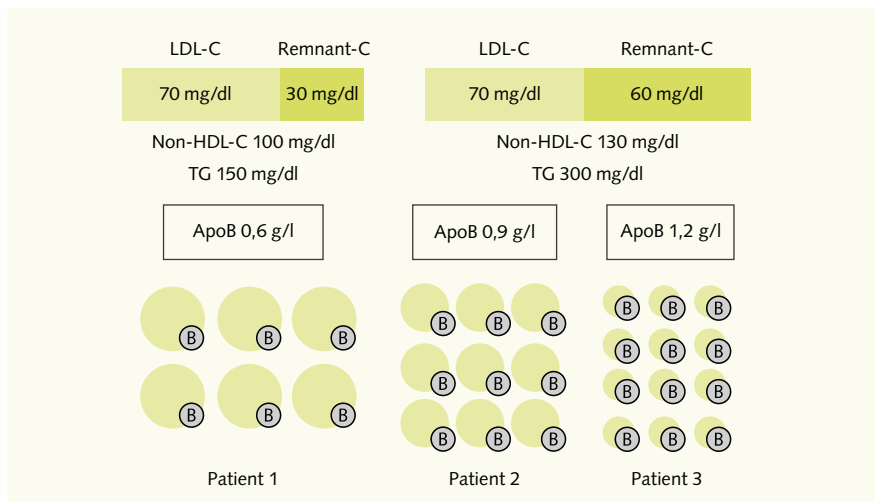 LDL-C Remnant-C LDL-C Remnant-C
70 mg/dl 30 mg/dl 70 mg/dl 60 mg/dl
Non-HDL-C 100 mg/dl Non-HDL-C 130 mg/dl
TG 150 mg/dl TG 300 mg/dl
ApoB 0,6 g/l ApoB 0,9 g/l ApoB 1,2 g/l
B B B B B B B B B
B B B B B B B B B
B B B B B B
B B B
Patient 1 Patient 2 Patient 3